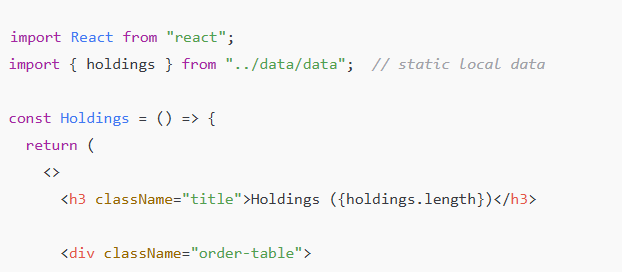 import React from "react";
import { holdings } from "../data/data";  // static local data
const Holdings = () => {
return (
<>
<h3 className="title">Holdings ({holdings.length})</h3>
<div className="order-table">